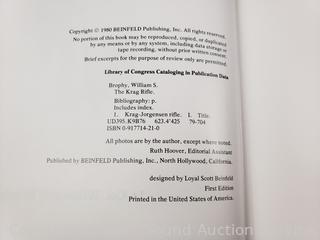 Copyright © 1980 BEINFELD Publishing, Inc. All rights reserved.
No portion of this book may be reproduced, copied, or duplicated
by any means or by any system, including data storage or
tape recording, without prior written consent.
Brief excerpts for the purpose of review only are permitted.
Library of Congress Cataloging in Publication Data
Brophy, William S.
The Krag Rifle.
Bibliography: p.
Includes index.
1. Krag-Jorgensen rifle. I. Title.
UD395.K9B76 623.4'425 79-704
ISBN 0-917714-21-0
All photos are by the author, except where noted.
Ruth Hoover, Editorial Assistant
Published by BEINFELD Publishing, Inc., North Hollywood, California.
designed by Loyal Scott Beinfeld
First Edition
Printed in the United States of America.
Sound Auction Service